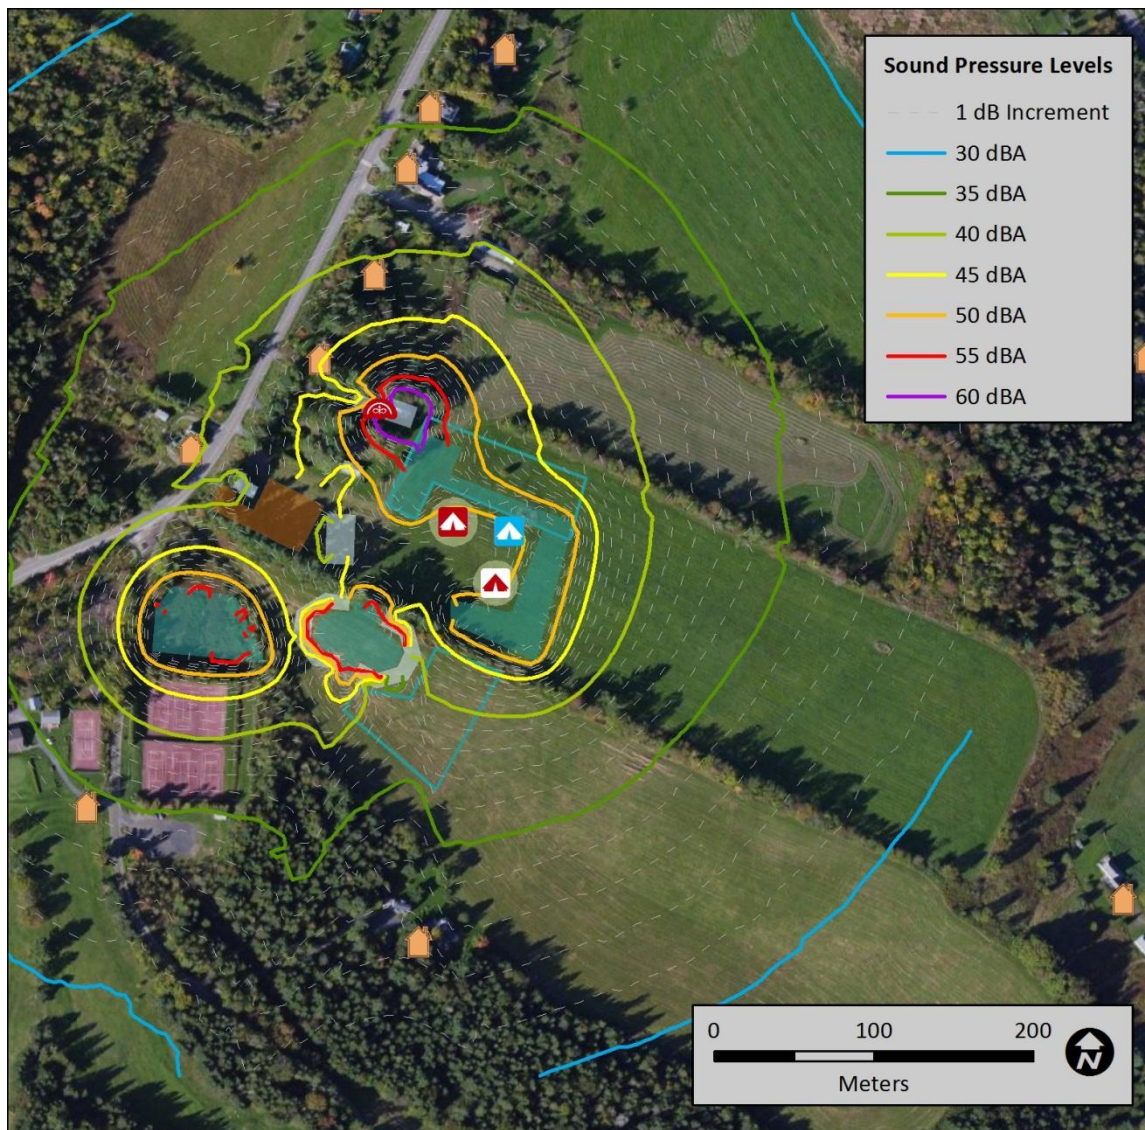 Sound Pressure Levels
1 dB Increment
30 dBA
35 dBA
40 dBA
45 dBA
50 dBA
55 dBA
60 dBA
0 100 200
N
Meters